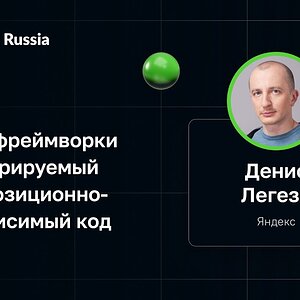 Russia
фреймворки
рируемый
озиционно-
исимый код
Денис
Легез
Яндекс